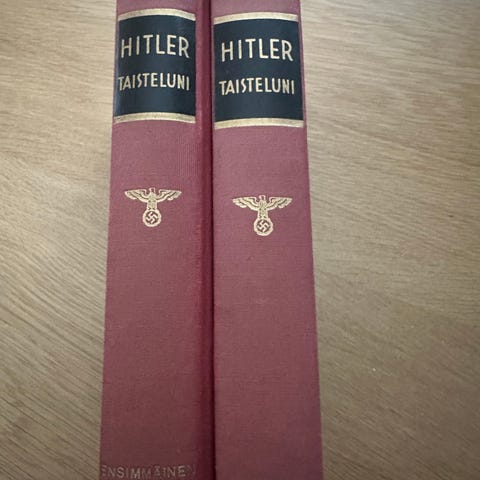 HITLER
TAISTELUNI
ENSIMMÄINEN
HITLER
TAISTELUNI